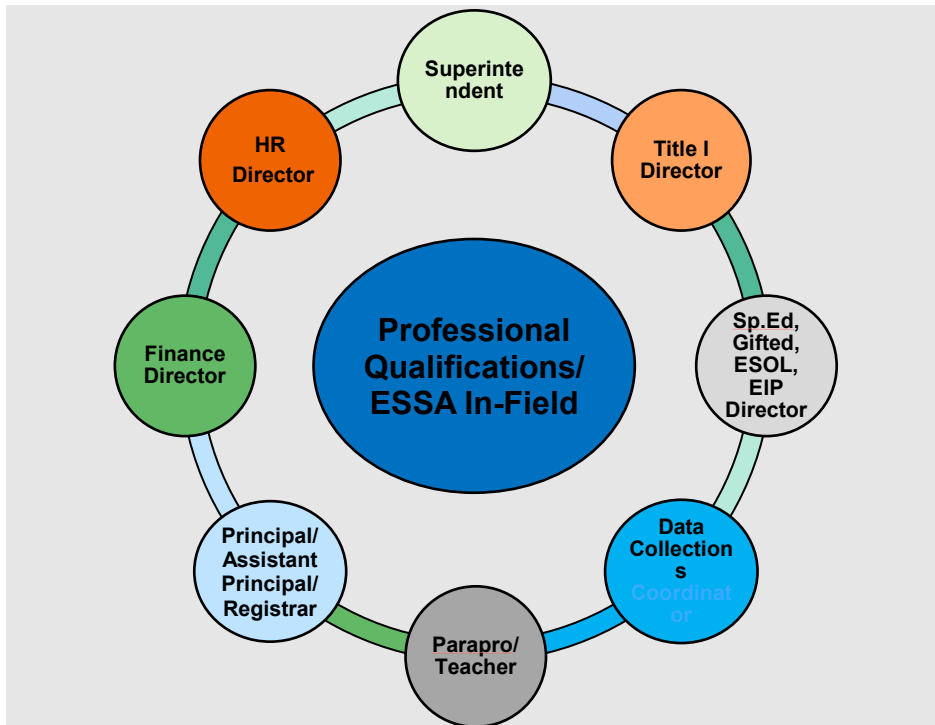 Superinte
ndent
HR
Director
Title I
Director
Professional
Qualifications/
ESSA In-Field
Finance
Director
Sp.Ed,
Gifted,
ESOL,
EIP
Director
Principal/
Assistant
Principal/
Registrar
Data
Collection
s
Coordinat
or
Parapro/
Teacher